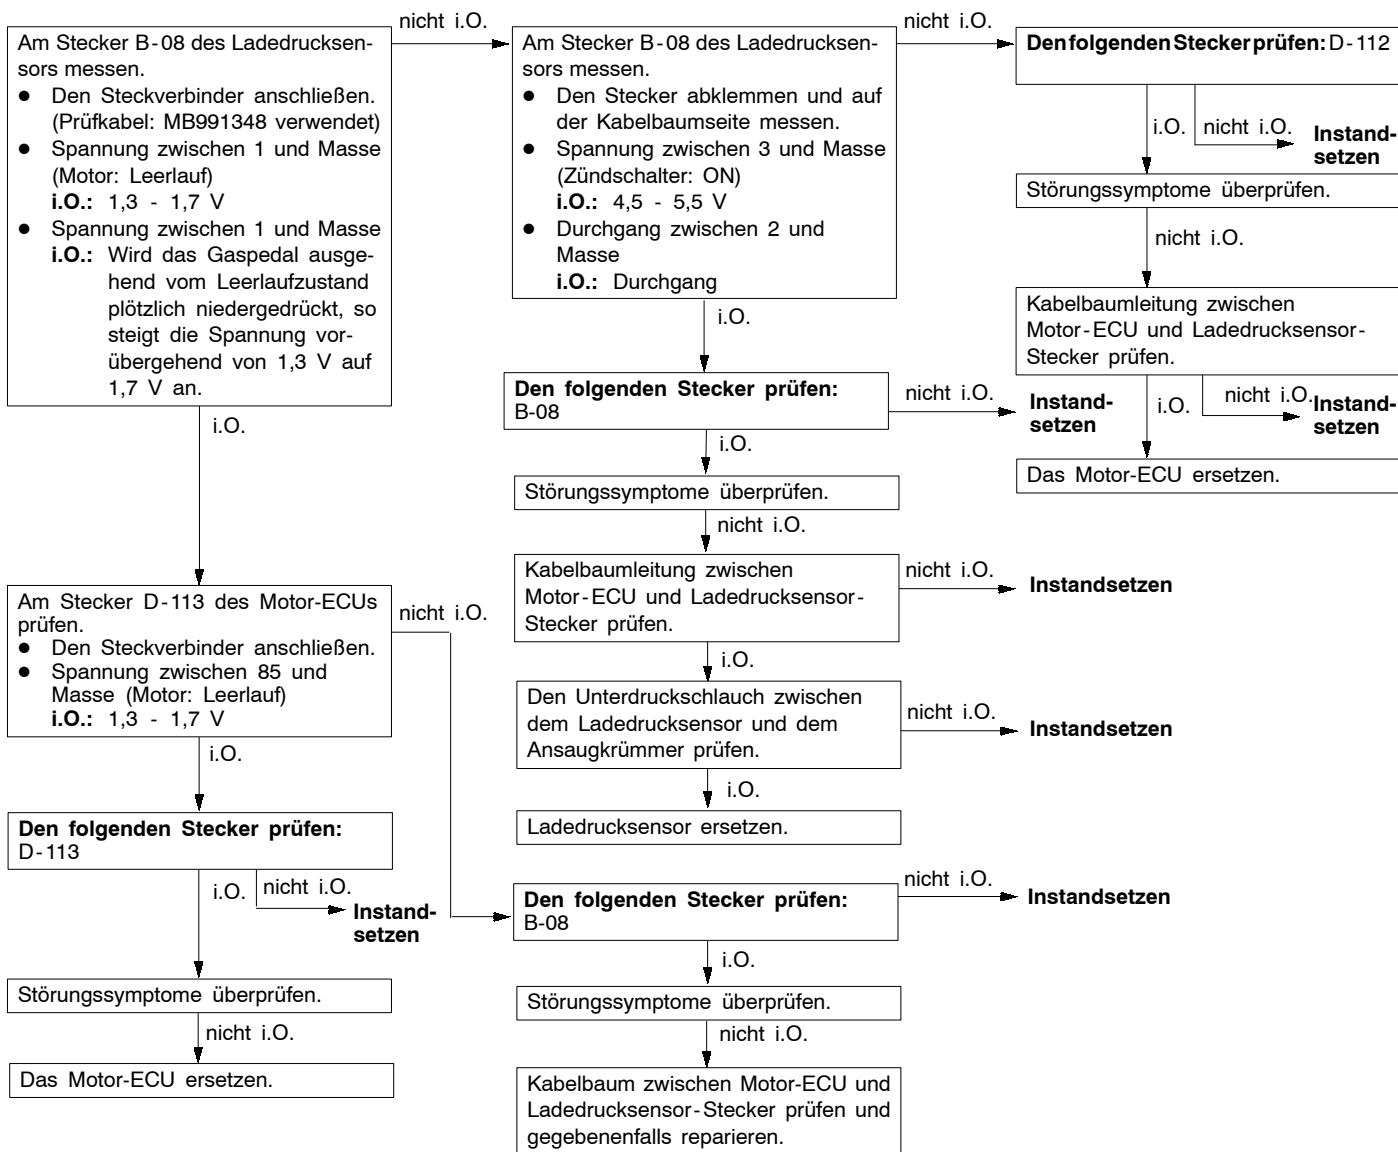 Am Stecker B-08 des Ladedrucksen-
sors messen.
● Den Steckverbinder anschließen.
(Prüfkabel: MB991348 verwendet)
● Spannung zwischen 1 und Masse
(Motor: Leerlauf)
i.O.: 1,3 - 1,7 V
● Spannung zwischen 1 und Masse
i.O.: Wird das Gaspedal ausge-
hend vom Leerlaufzustand
plötzlich niedergedrückt, so
steigt die Spannung vor-
übergehend von 1,3 V auf
1,7 V an.
nicht i.O.
i.O.
Am Stecker B-08 des Ladedrucksen-
sors messen.
● Den Stecker abklemmen und auf
der Kabelbaumseite messen.
● Spannung zwischen 3 und Masse
(Zündschalter: ON)
i.O.: 4,5 - 5,5 V
● Durchgang zwischen 2 und
Masse
i.O.: Durchgang
nicht i.O.
i.O.
Den folgenden Stecker prüfen: D-112
i.O.
nicht i.O.
Instand-
setzen
Störungssymptome überprüfen.
nicht i.O.
Kabelbaumleitung zwischen
Motor-ECU und Ladedrucksensor-
Stecker prüfen.
i.O.
nicht i.O.
Instand-
setzen
Das Motor-ECU ersetzen.
Den folgenden Stecker prüfen:
B-08
nicht i.O.
Instand-
setzen
i.O.
Störungssymptome überprüfen.
nicht i.O.
Kabelbaumleitung zwischen
Motor-ECU und Ladedrucksensor-
Stecker prüfen.
nicht i.O.
Instandsetzen
i.O.
Den Unterdruckschlauch zwischen
dem Ladedrucksensor und dem
Ansaugkrümmer prüfen.
nicht i.O.
Instandsetzen
i.O.
Ladedrucksensor ersetzen.
Am Stecker D-113 des Motor-ECUs
prüfen.
● Den Steckverbinder anschließen.
● Spannung zwischen 85 und
Masse (Motor: Leerlauf)
i.O.: 1,3 - 1,7 V
nicht i.O.
i.O.
Den folgenden Stecker prüfen:
D-113
i.O.
nicht i.O.
Instand-
setzen
Störungssymptome überprüfen.
nicht i.O.
Das Motor-ECU ersetzen.
Den folgenden Stecker prüfen:
B-08
nicht i.O.
Instandsetzen
i.O.
Störungssymptome überprüfen.
nicht i.O.
Kabelbaum zwischen Motor-ECU und
Ladedrucksensor-Stecker prüfen und
gegebenenfalls reparieren.